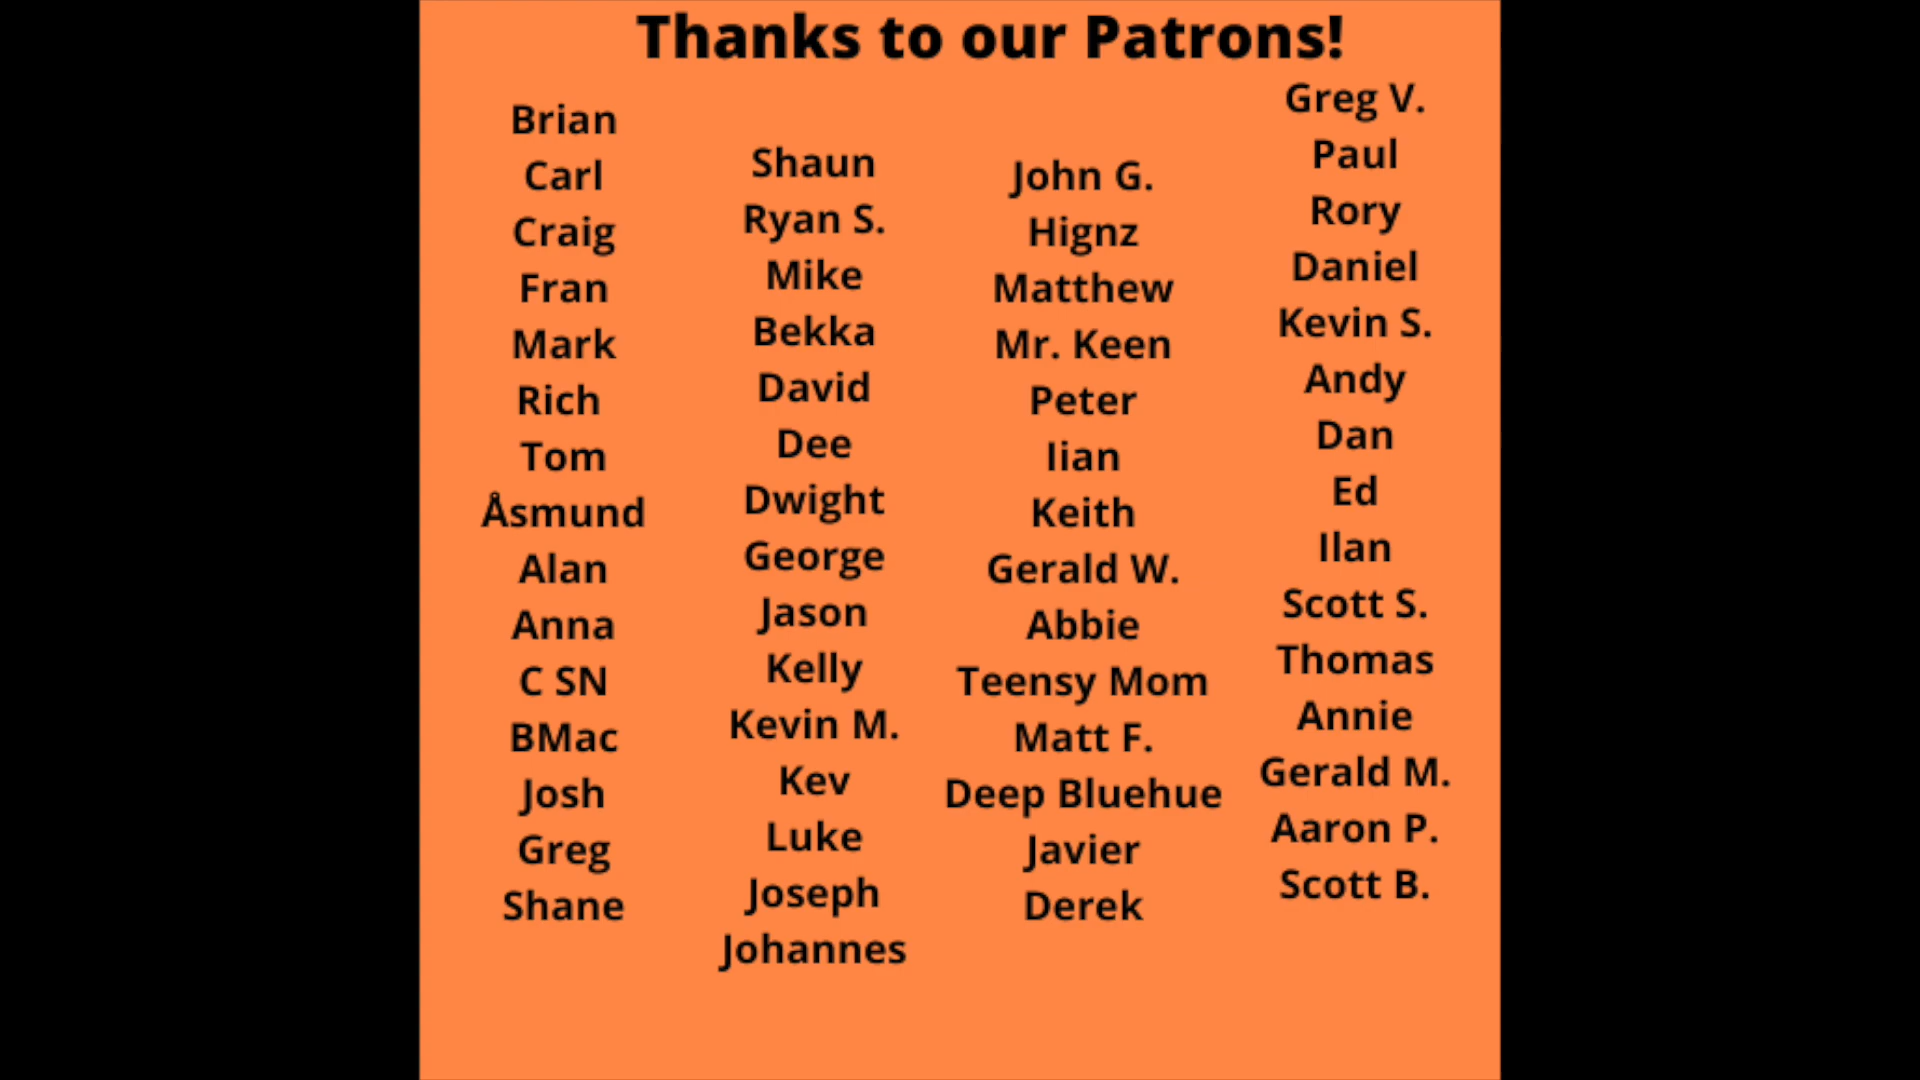 Thanks to our Patrons!
Brian
Carl
Craig
Fran
Mark
Rich
Tom
Åsmund
Alan
Anna
C SN
BMac
Josh
Greg
Shane
Shaun
Ryan S.
Mike
Bekka
David
Dee
Dwight
George
Jason
Kelly
Kevin M.
Kev
Luke
Joseph
Johannes
John G.
Hignz
Matthew
Mr. Keen
Peter
Iian
Keith
Gerald W.
Abbie
Teensy Mom
Matt F.
Deep Bluehue
Javier
Derek
Greg V.
Paul
Rory
Daniel
Kevin S.
Andy
Dan
Ed
Ilan
Scott S.
Thomas
Annie
Gerald M.
Aaron P.
Scott B.